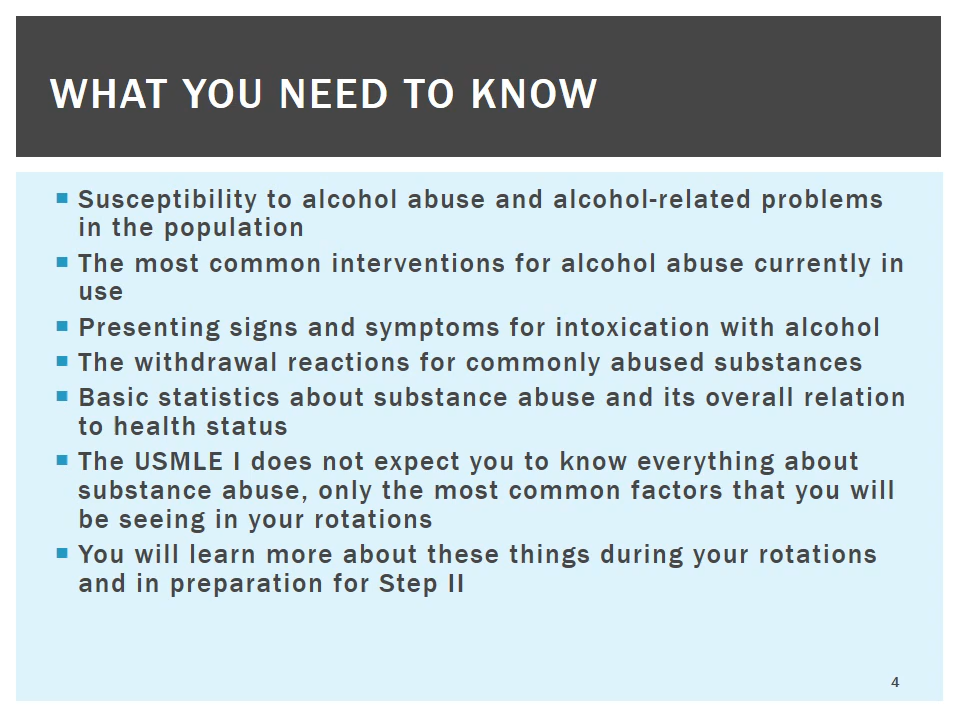 WHAT YOU NEED TO KNOW
Susceptibility to alcohol abuse and alcohol-related problems
in the population
The most common interventions for alcohol abuse currently in
use
Presenting signs and symptoms for intoxication with alcohol
The withdrawal reactions for commonly abused substances
Basic statistics about substance abuse and its overall relation
to health status
The USMLE I does not expect you to know everything about
substance abuse, only the most common factors that you will
be seeing in your rotations
You will learn more about these things during your rotations
and in preparation for Step II
4